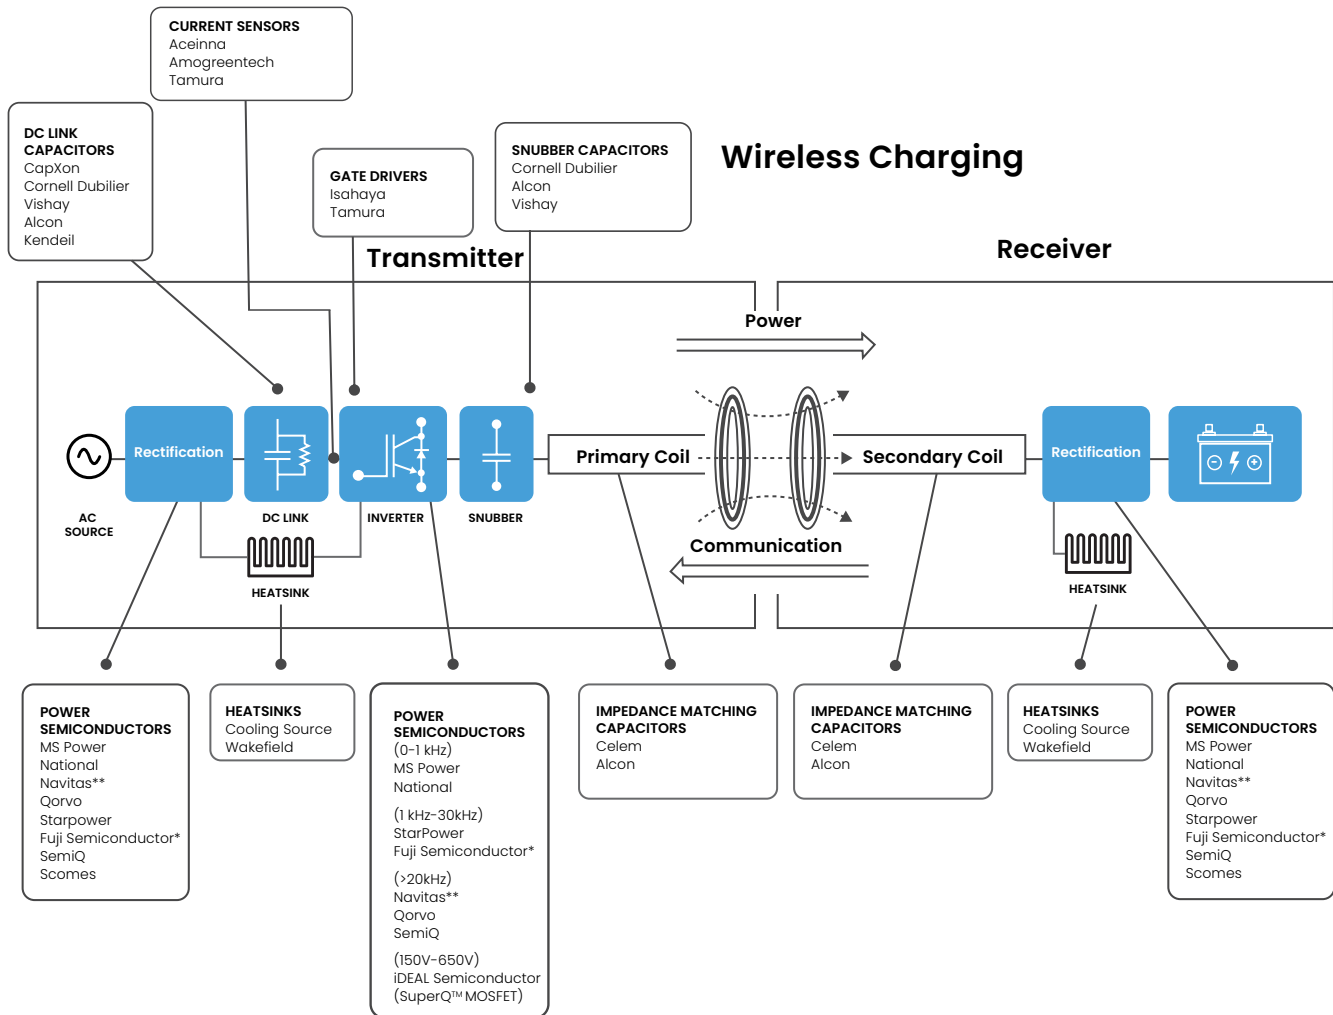 CURRENT SENSORS
Aceinna
Amogreentech
Tamura
DC LINK
CAPACITORS
CapXon
Cornell Dubilier
Vishay
Alcon
Kendeil
GATE DRIVERS
Isahaya
Tamura
SNUBBER CAPACITORS
Cornell Dubilier
Alcon
Vishay
Wireless Charging
Transmitter
Receiver
Power
Rectification
Primary Coil
Secondary Coil
Rectification
AC
SOURCE
DC LINK
INVERTER
SNUBBER
HEATSINK
Communication
HEATSINK
POWER
SEMICONDUCTORS
MS Power
National
Navitas**
Qorvo
Starpower
Fuji Semiconductor*
SemiQ
Scomes
HEATSINKS
Cooling Source
Wakefield
POWER
SEMICONDUCTORS
(0-1 kHz)
MS Power
National
(1 kHz-30kHz)
StarPower
Fuji Semiconductor*
(>20kHz)
Navitas**
Qorvo
SemiQ
(150V-650V)
iDEAL Semiconductor
(SuperQ™ MOSFET)
IMPEDANCE MATCHING
CAPACITORS
Celem
Alcon
IMPEDANCE MATCHING
CAPACITORS
Celem
Alcon
HEATSINKS
Cooling Source
Wakefield
POWER
SEMICONDUCTORS
MS Power
National
Navitas**
Qorvo
Starpower
Fuji Semiconductor*
SemiQ
Scomes